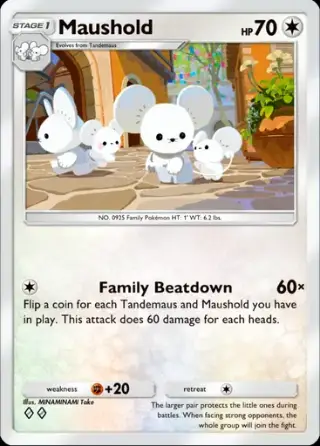 STAGE 1
Maushold
HP 70
Evolves from Tandemaus
NO. 0925 Family Pokémon HT: 1' WT: 6.2 lbs.
Family Beatdown 60×
Flip a coin for each Tandemaus and Maushold you have
in play. This attack does 60 damage for each heads.
weakness +20 retreat
Illus. MINAMINAMI Take
The larger pair protects the little ones during
battles. When facing strong opponents, the
whole group will join the fight.